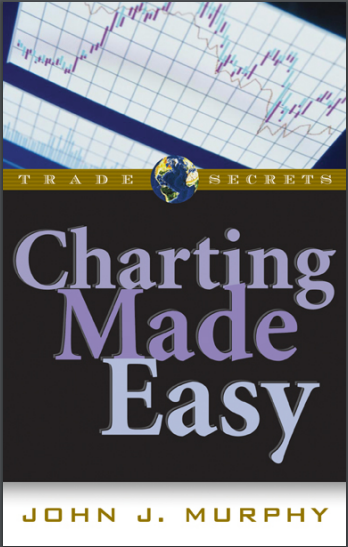 TRADE SECRETS
Charting
Made
Easy
JOHN J. MURPHY